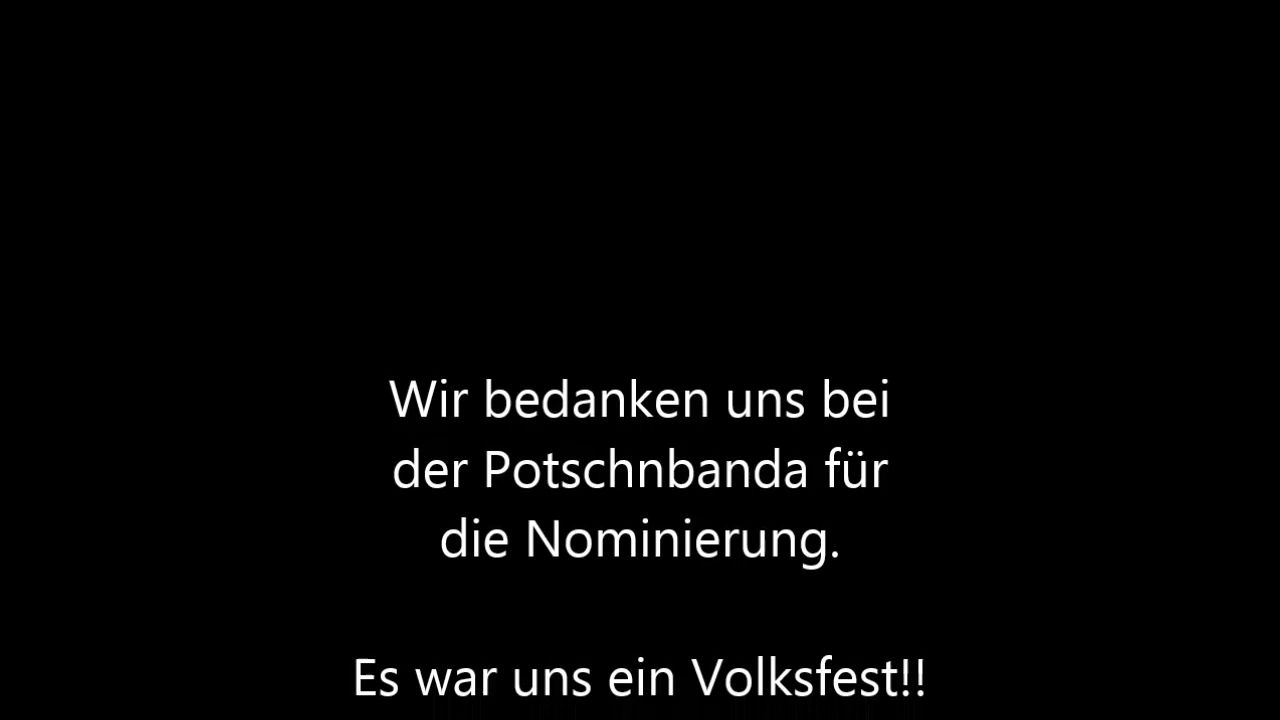 Wir bedanken uns bei
der Potschnbanda für
die Nominierung.
Es war uns ein Volksfest!!